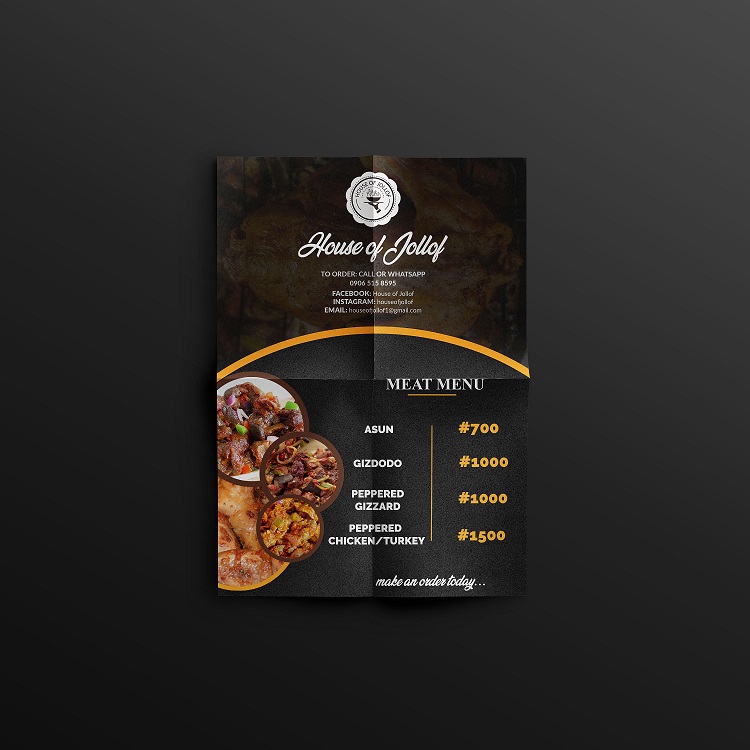 HOUSE OF JOLLOF
House of Jollof
TO ORDER: CALL OR WHATSAPP
0906 515 8595
FACEBOOK: House of Jollof
INSTAGRAM: houseofjollof
EMAIL: houseofjollof1@gmail.com
MEAT MENU
ASUN #700
GIZDODO #1000
PEPPERED
GIZZARD #1000
PEPPERED
CHICKEN/TURKEY #1500
make an order today...